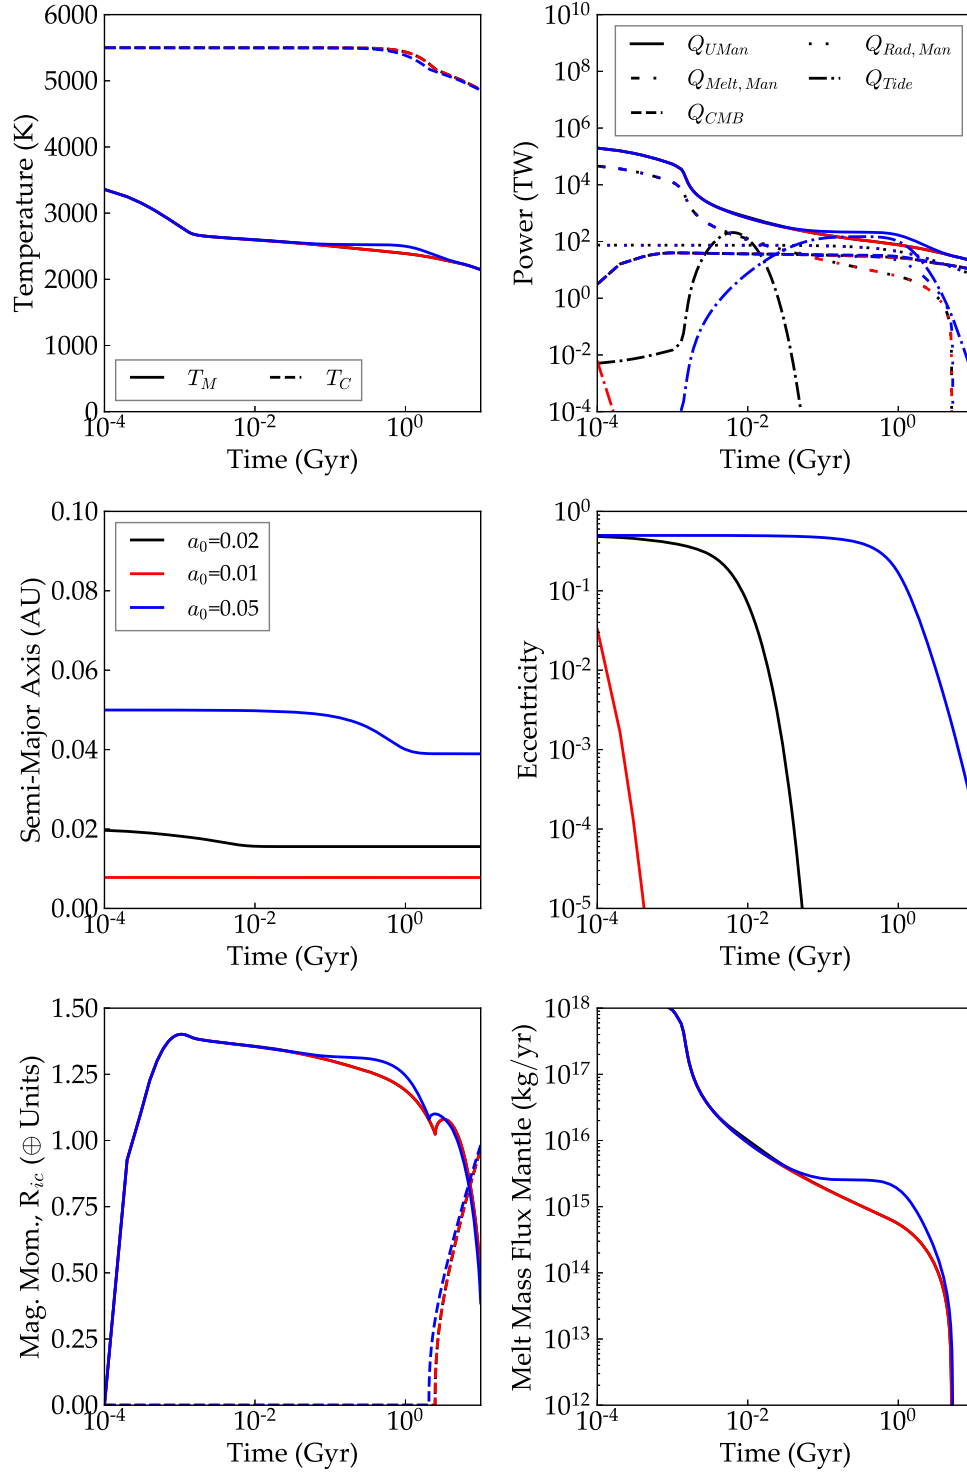 6000
5000
4000
3000
2000
1000
0
Temperature (K)
T_M
T_C
10^-4
10^-2
10^0
Time (Gyr)
10^10
10^8
10^6
10^4
10^2
10^0
10^-2
10^-4
Power (TW)
Q_UMan
Q_Melt,Man
Q_CMB
Q_Rad,Man
Q_Tide
10^-4
10^-2
10^0
Time (Gyr)
0.10
0.08
0.06
0.04
0.02
0.00
Semi-Major Axis (AU)
a_0=0.02
a_0=0.01
a_0=0.05
10^-4
10^-2
10^0
Time (Gyr)
10^0
10^-1
10^-2
10^-3
10^-4
10^-5
Eccentricity
10^-4
10^-2
10^0
Time (Gyr)
1.50
1.25
1.00
0.75
0.50
0.25
0.00
Mag. Mom., R_ic (⊕ Units)
10^-4
10^-2
10^0
Time (Gyr)
10^18
10^17
10^16
10^15
10^14
10^13
10^12
Melt Mass Flux Mantle (kg/yr)
10^-4
10^-2
10^0
Time (Gyr)